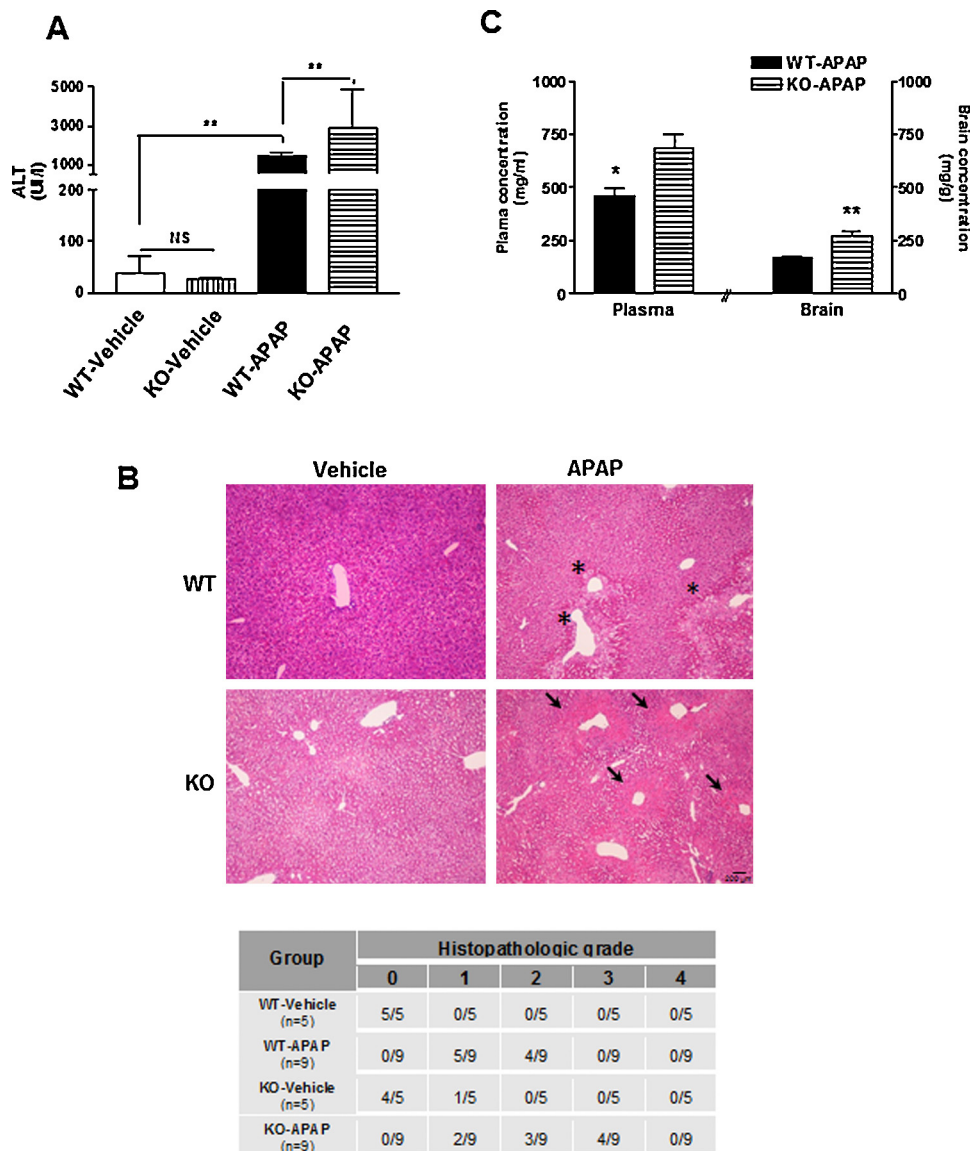 A
5000
3000
1000
200
100
0
ALT
(UI/l)
**
**
NS
WT-Vehicle
KO-Vehicle
WT-APAP
KO-APAP
C
WT-APAP
KO-APAP
1000
750
500
250
0
Plasma concentration
(mg/ml)
*
**
1000
750
500
250
0
Brain concentration
(mg/g)
Plasma
Brain
B
Vehicle APAP
WT
* * *
KO
200 µm
Group Histopathologic grade
0 1 2 3 4
WT-Vehicle
(n=5) 5/5 0/5 0/5 0/5 0/5
WT-APAP
(n=9) 0/9 5/9 4/9 0/9 0/9
KO-Vehicle
(n=5) 4/5 1/5 0/5 0/5 0/5
KO-APAP
(n=9) 0/9 2/9 3/9 4/9 0/9